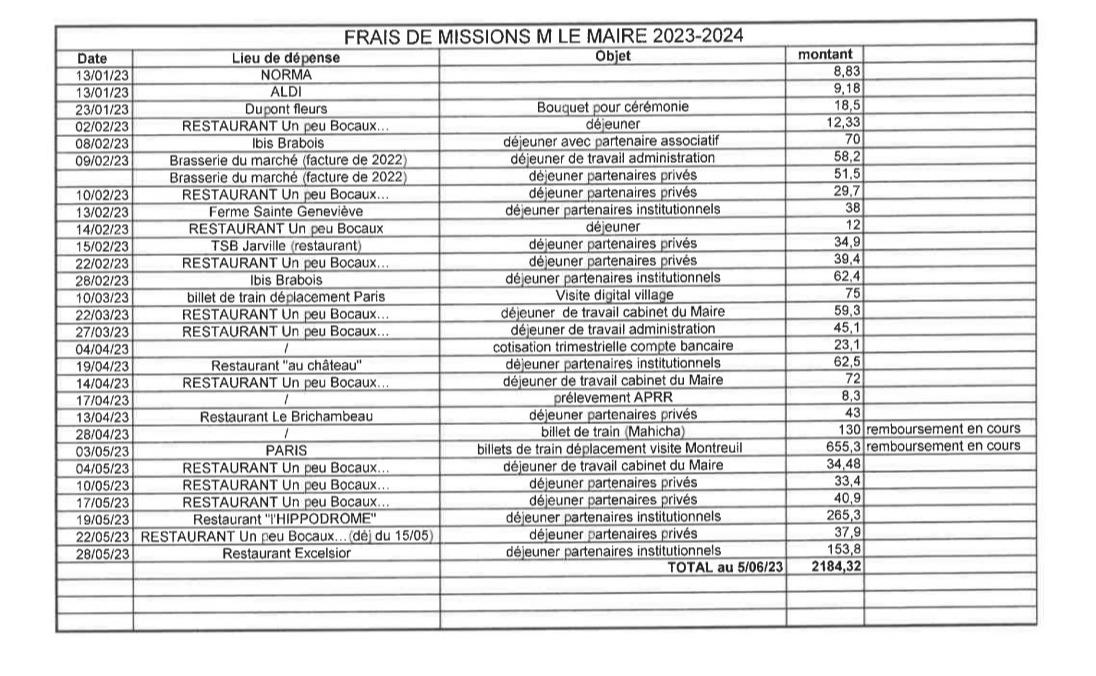 FRAIS DE MISSIONS M LE MAIRE 2023-2024
Date Lieu de dépense Objet montant
13/01/23 NORMA 8,83
13/01/23 ALDI 9,18
23/01/23 Dupont fleurs Bouquet pour cérémonie 18,5
02/02/23 RESTAURANT Un peu Bocaux... déjeuner 12,33
08/02/23 Ibis Brabois déjeuner avec partenaire associatif 70
09/02/23 Brasserie du marché (facture de 2022) déjeuner de travail administration 58,2
Brasserie du marché (facture de 2022) déjeuner partenaires privés 51,5
10/02/23 RESTAURANT Un peu Bocaux... déjeuner partenaires privés 29,7
13/02/23 Ferme Sainte Geneviève déjeuner partenaires institutionnels 38
14/02/23 RESTAURANT Un peu Bocaux déjeuner 12
15/02/23 TSB Jarville (restaurant) déjeuner partenaires privés 34,9
22/02/23 RESTAURANT Un peu Bocaux... déjeuner partenaires privés 39,4
28/02/23 Ibis Brabois déjeuner partenaires institutionnels 62,4
10/03/23 billet de train déplacement Paris Visite digital village 75
22/03/23 RESTAURANT Un peu Bocaux... déjeuner de travail cabinet du Maire 59,3
27/03/23 RESTAURANT Un peu Bocaux... déjeuner de travail administration 45,1
04/04/23 / cotisation trimestrielle compte bancaire 23,1
19/04/23 Restaurant "au château" déjeuner partenaires institutionnels 62,5
14/04/23 RESTAURANT Un peu Bocaux... déjeuner de travail cabinet du Maire 72
17/04/23 / prélevement APRR 8,3
13/04/23 Restaurant Le Brichambeau déjeuner partenaires privés 43
28/04/23 / billet de train (Mahicha) 130 remboursement en cours
03/05/23 PARIS billets de train déplacement visite Montreuil 655,3 remboursement en cours
04/05/23 RESTAURANT Un peu Bocaux... déjeuner de travail cabinet du Maire 34,48
10/05/23 RESTAURANT Un peu Bocaux... déjeuner partenaires privés 33,4
17/05/23 RESTAURANT Un peu Bocaux... déjeuner partenaires privés 40,9
19/05/23 Restaurant "l'HIPPODROME" déjeuner partenaires institutionnels 265,3
22/05/23 RESTAURANT Un peu Bocaux...(déj du 15/05) déjeuner partenaires privés 37,9
28/05/23 Restaurant Excelsior déjeuner partenaires institutionnels 153,8
TOTAL au 5/06/23 2184,32